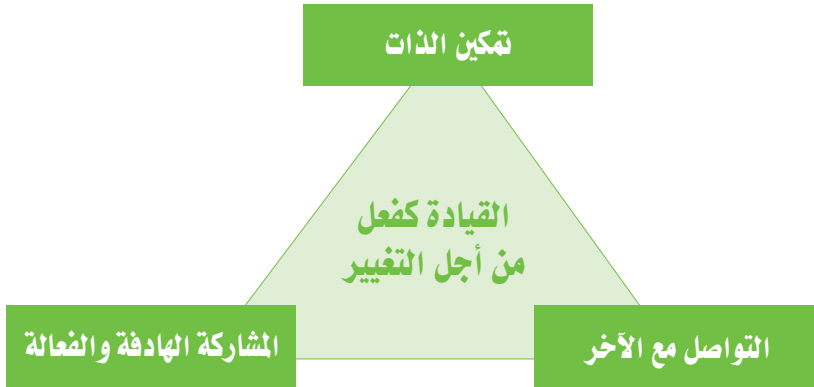 تمكين الذات
القيادة كفعل
من أجل التغيير
التواصل مع الآخر
المشاركة الهادفة والفعالة